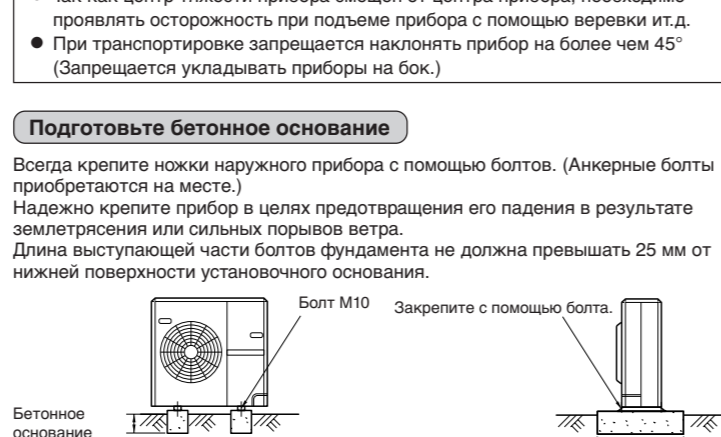 проявлять осторожность при подъеме прибора с помощью веревки ит.д.
● При транспортировке запрещается наклонять прибор на более чем 45°
(Запрещается укладывать приборы на бок.)
Подготовьте бетонное основание
Всегда крепите ножки наружного прибора с помощью болтов. (Анкерные болты
приобретаются на месте.)
Надежно крепите прибор в целях предотвращения его падения в результате
землетрясения или сильных порывов ветра.
Длина выступающей части болтов фундамента не должна превышать 25 мм от
нижней поверхности установочного основания.
Болт М10
Закрепите с помощью болта.
Бетонное
основание